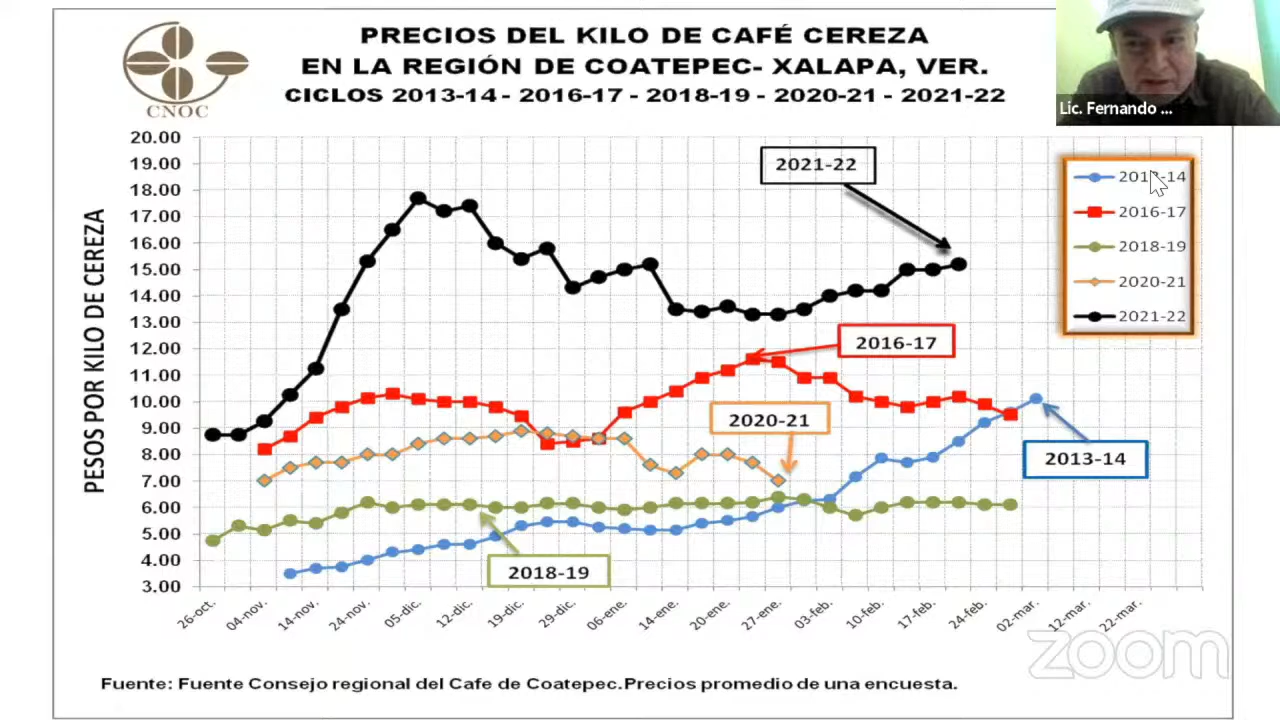 PRECIOS DEL KILO DE CAFÉ CEREZA
EN LA REGIÓN DE COATEPEC- XALAPA, VER.
CICLOS 2013-14 - 2016-17 - 2018-19 - 2020-21 - 2021-22
CNOC
Lic. Fernando ...
PESOS POR KILO DE CEREZA
20.00
19.00
18.00
17.00
16.00
15.00
14.00
13.00
12.00
11.00
10.00
9.00
8.00
7.00
6.00
5.00
4.00
3.00
2021-22
2016-17
2020-21
2013-14
2018-19
2013-14
2016-17
2018-19
2020-21
2021-22
26-oct.
04-nov.
14-nov.
24-nov.
05-dic.
12-dic.
19-dic.
29-dic.
06-ene.
14-ene.
20-ene.
27-ene.
03-feb.
10-feb.
17-feb.
24-feb.
02-mar.
12-mar.
22-mar.
zoom
Fuente: Fuente Consejo regional del Cafe de Coatepec.Precios promedio de una encuesta.